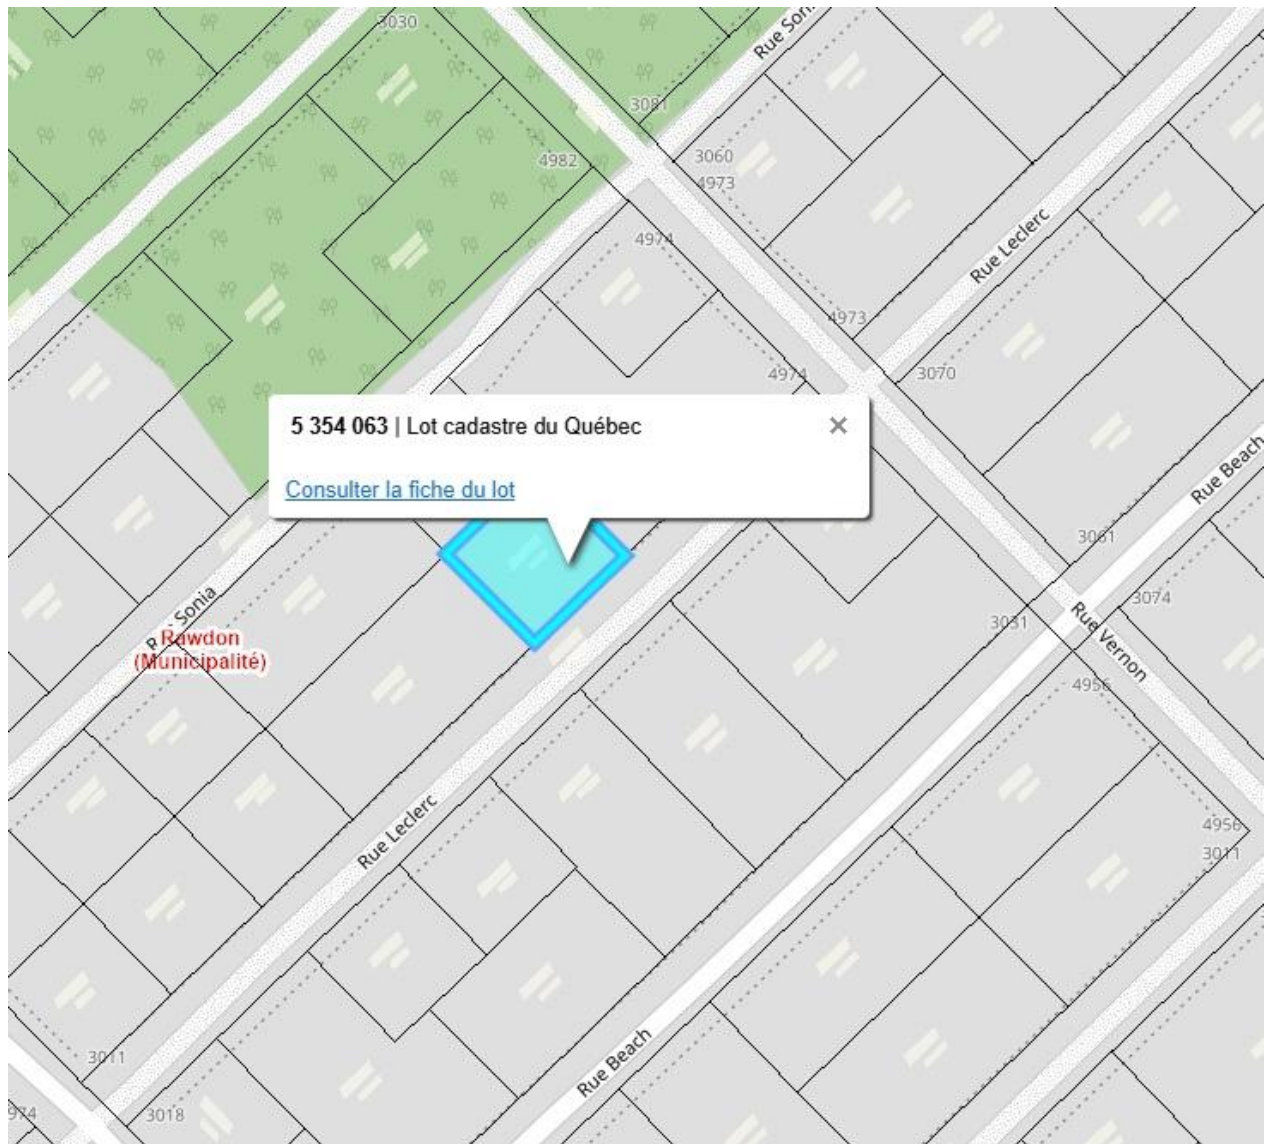 3030
Rue Soni
3081
4982
3060
4973
4974
Rue Leclerc
4973
4974
3070
5 354 063 | Lot cadastre du Québec
×
Consulter la fiche du lot
Rue Beach
3061
3074
Sonia
Rawdon
(Municipalité)
3031
Rue Vernon
4956
Rue Leclerc
4956
3011
3011
Rue Beach
974
3018